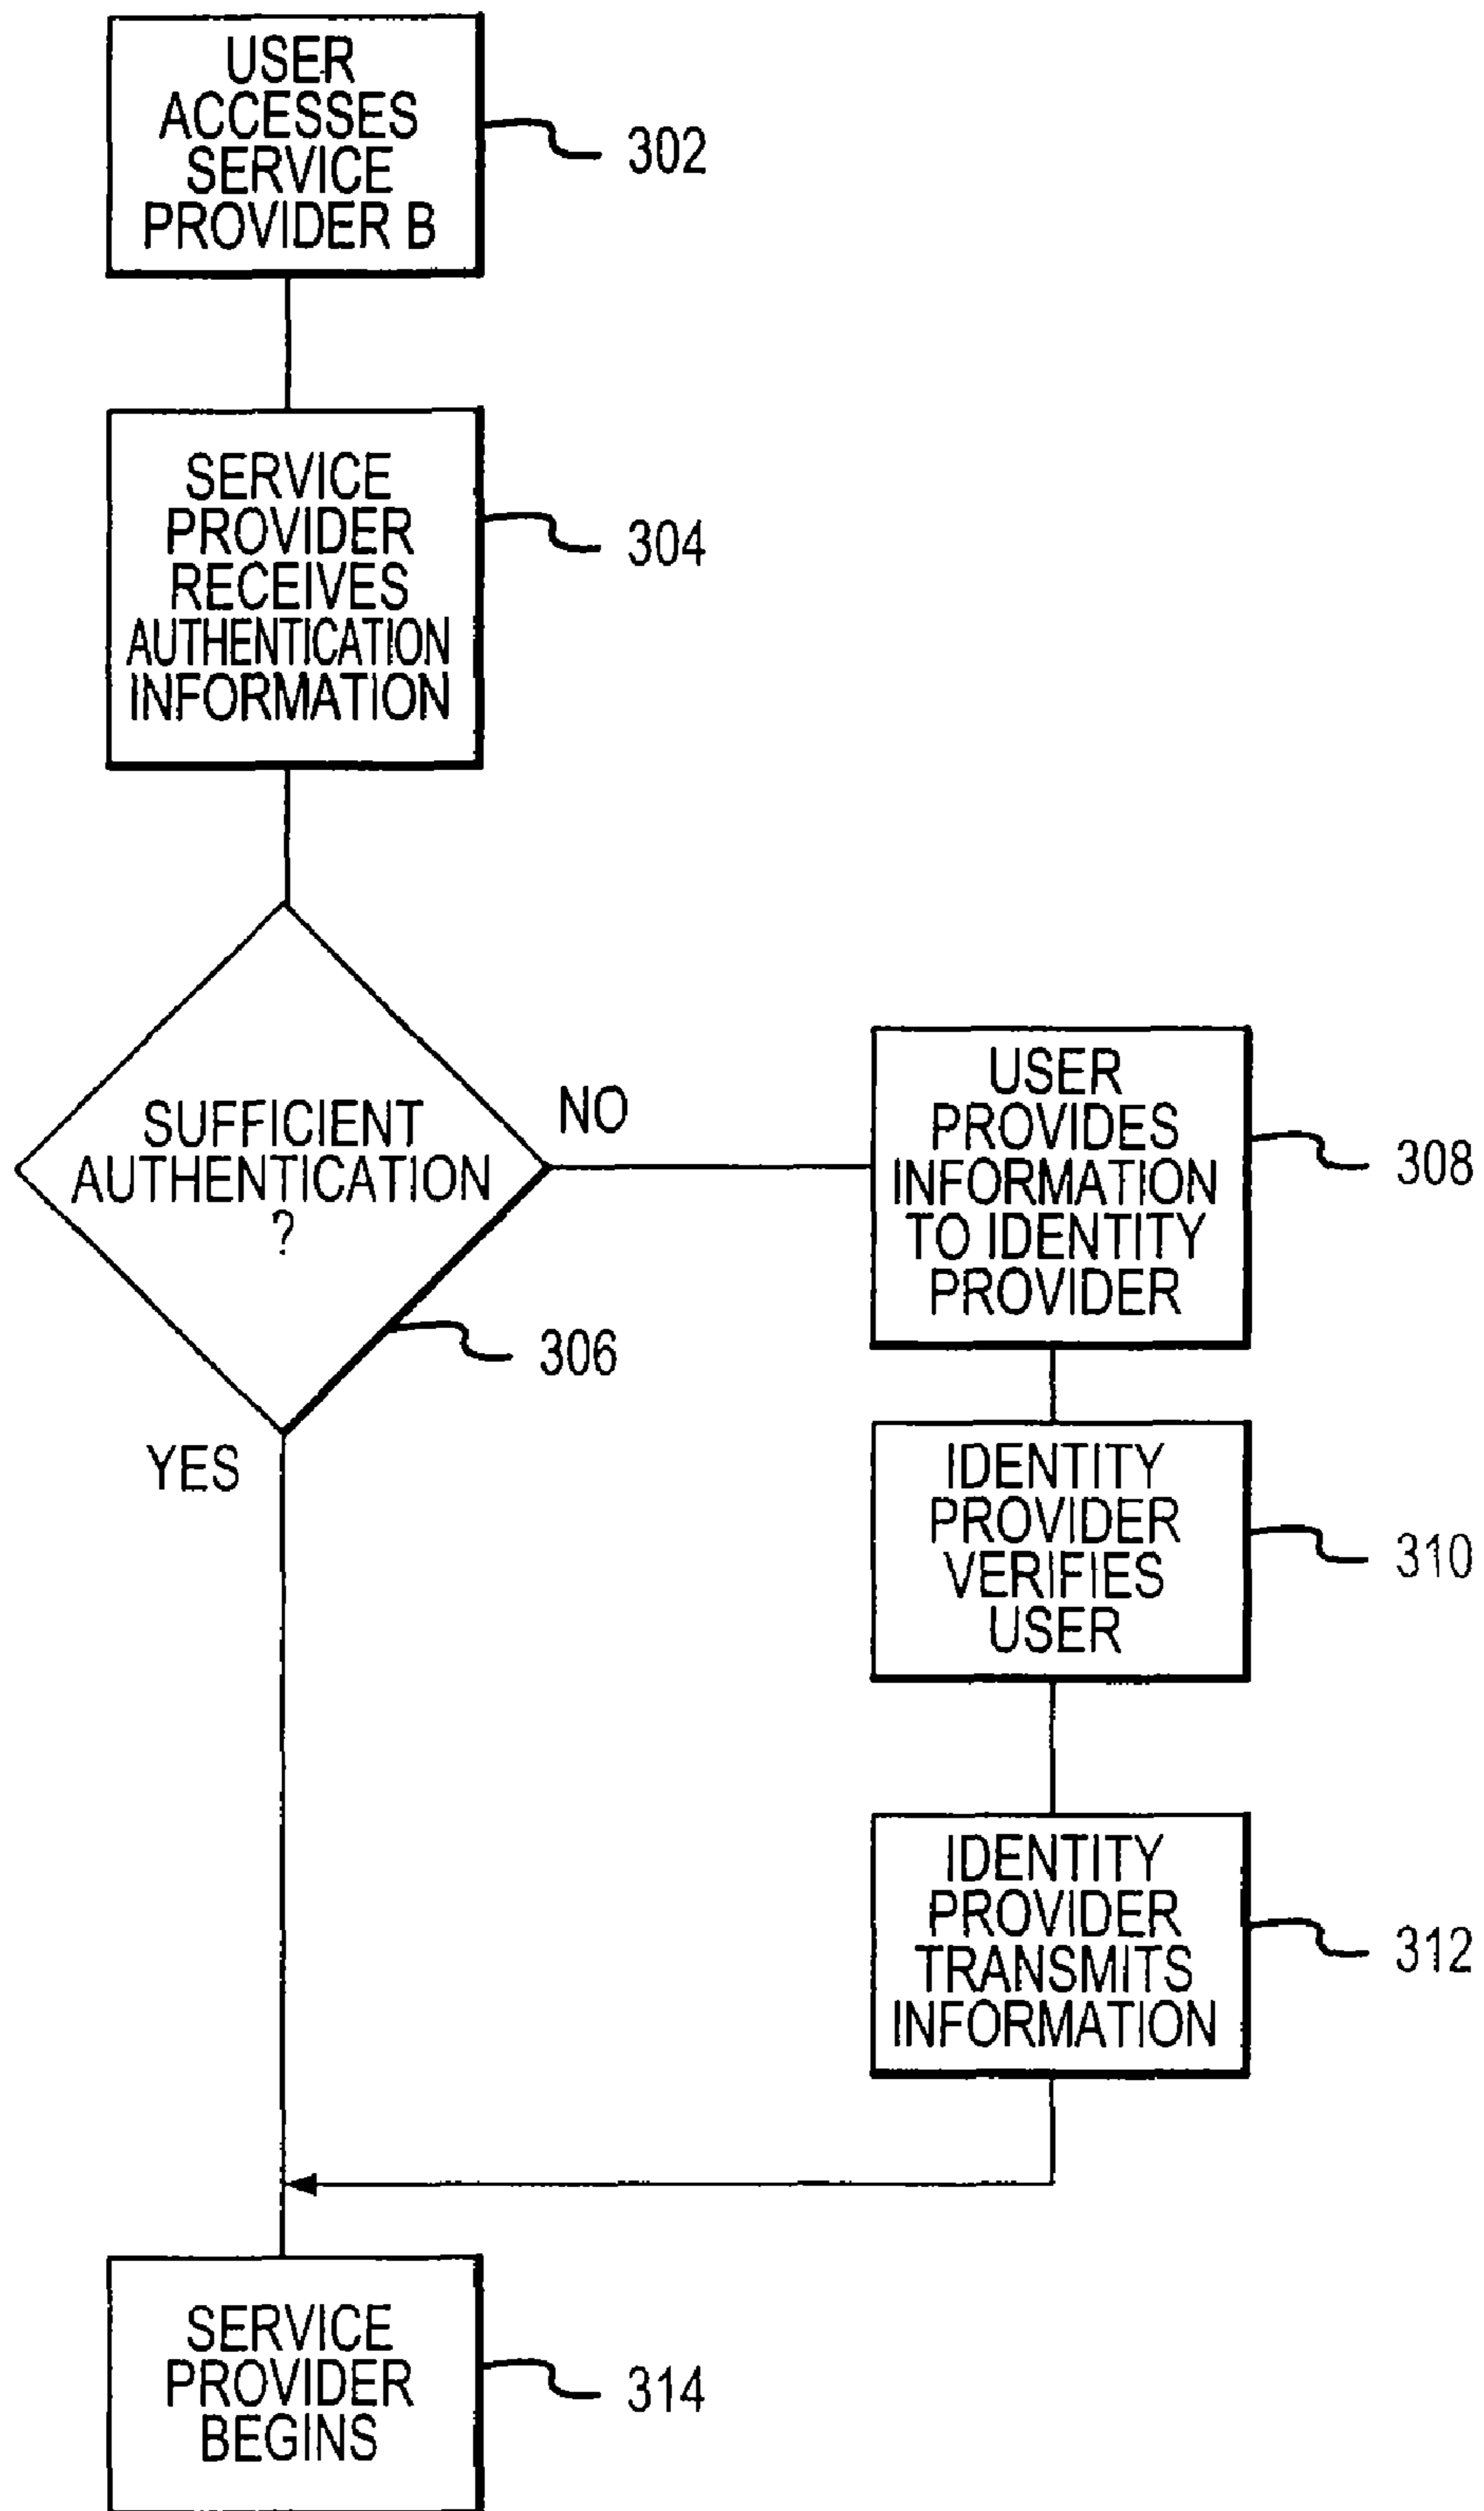 USER
ACCESSES
SERVICE
PROVIDER B
302
SERVICE
PROVIDER
RECEIVES
AUTHENTICATION
INFORMATION
304
SUFFICIENT
AUTHENTICATION
?
306
NO
YES
USER
PROVIDES
INFORMATION
TO IDENTITY
PROVIDER
308
IDENTITY
PROVIDER
VERIFIES
USER
310
IDENTITY
PROVIDER
TRANSMITS
INFORMATION
312
SERVICE
PROVIDER
BEGINS
314